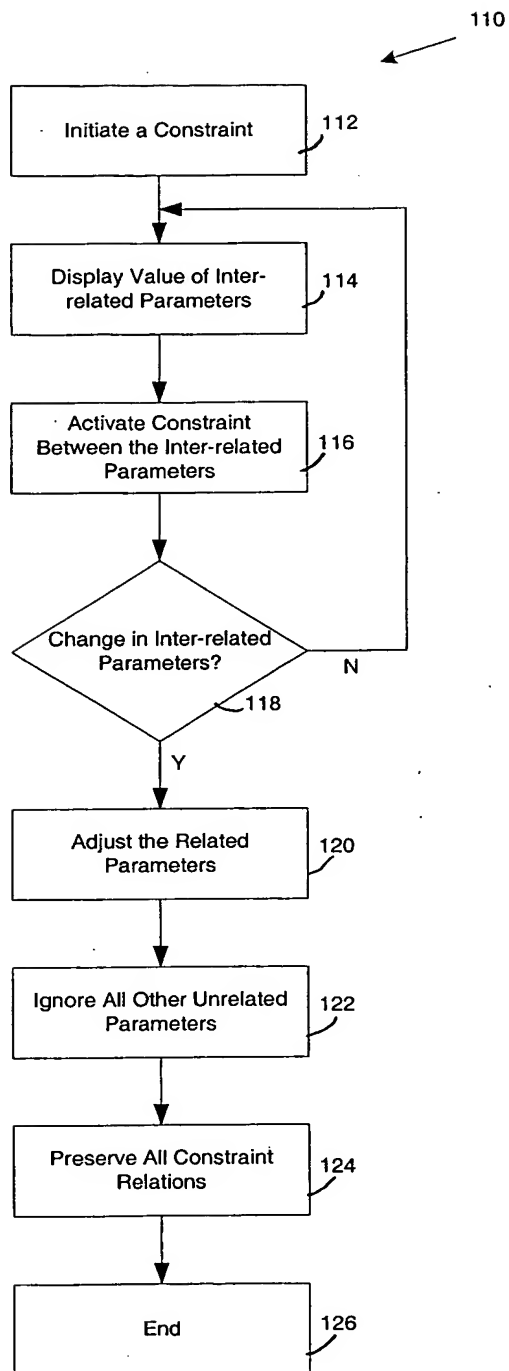 110
Initiate a Constraint
112
Display Value of Inter-
related Parameters
114
Activate Constraint
Between the Inter-related
Parameters
116
Change in Inter-related
Parameters?
N
118
Y
Adjust the Related
Parameters
120
Ignore All Other Unrelated
Parameters
122
Preserve All Constraint
Relations
124
End
126